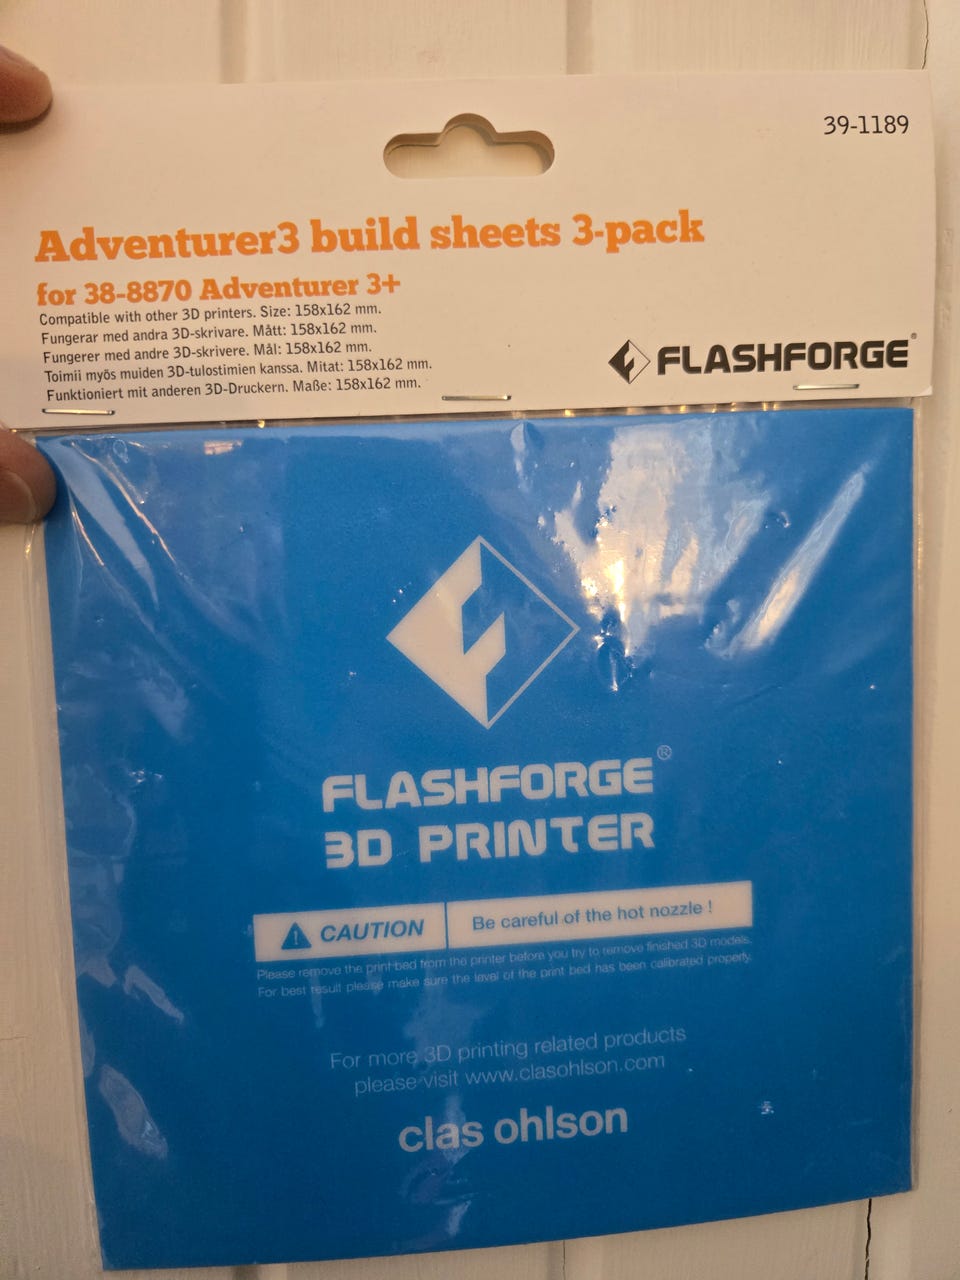 39-1189
Adventurer3 build sheets 3-pack
for 38-8870 Adventurer 3+
Compatible with other 3D printers. Size: 158x162 mm.
Fungerar med andra 3D-skrivare. Mått: 158x162 mm.
Fungerer med andre 3D-skrivere. Mål: 158x162 mm.
Toimii myös muiden 3D-tulostimien kanssa. Mitat: 158x162 mm.
Funktioniert mit anderen 3D-Druckern. Maße: 158x162 mm.
FLASHFORGE®
FLASHFORGE®
3D PRINTER
CAUTION Be careful of the hot nozzle !
Please remove the print bed from the printer before you try to remove finished 3D models.
For best result please make sure the level of the print bed has been calibrated properly.
For more 3D printing related products
please visit www.clasohlson.com
clas ohlson